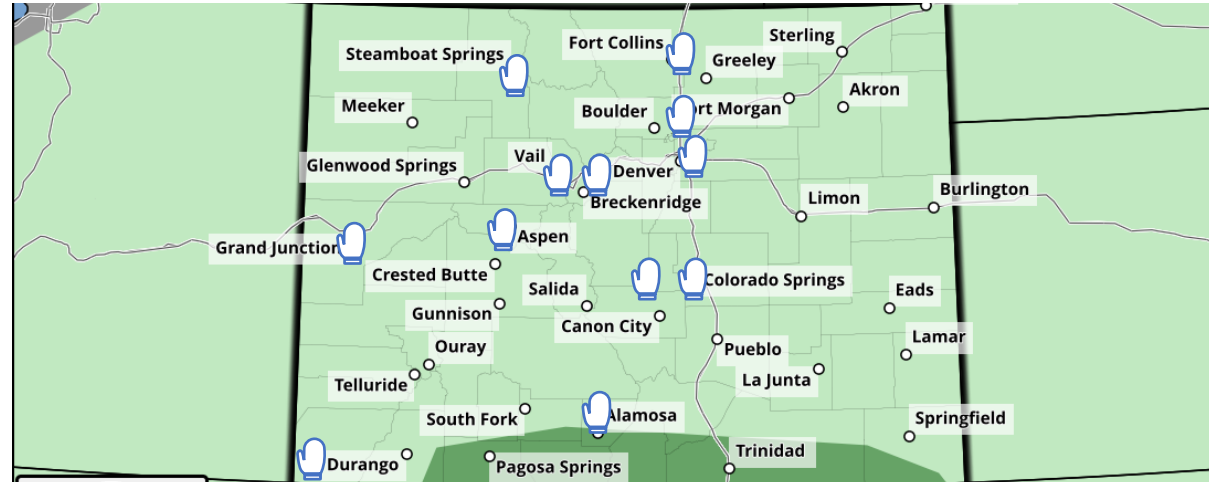 Fort Collins
Sterling
Steamboat Springs
Greeley
Akron
Meeker
Boulder
ort Morgan
Vail
Glenwood Springs
Denver
Burlington
Limon
Breckenridge
Aspen
Grand Junction
Crested Butte
Colorado Springs
Salida
Eads
Gunnison
Canon City
Lamar
Ouray
Pueblo
La Junta
Telluride
South Fork
Alamosa
Springfield
Trinidad
Durango
Pagosa Springs